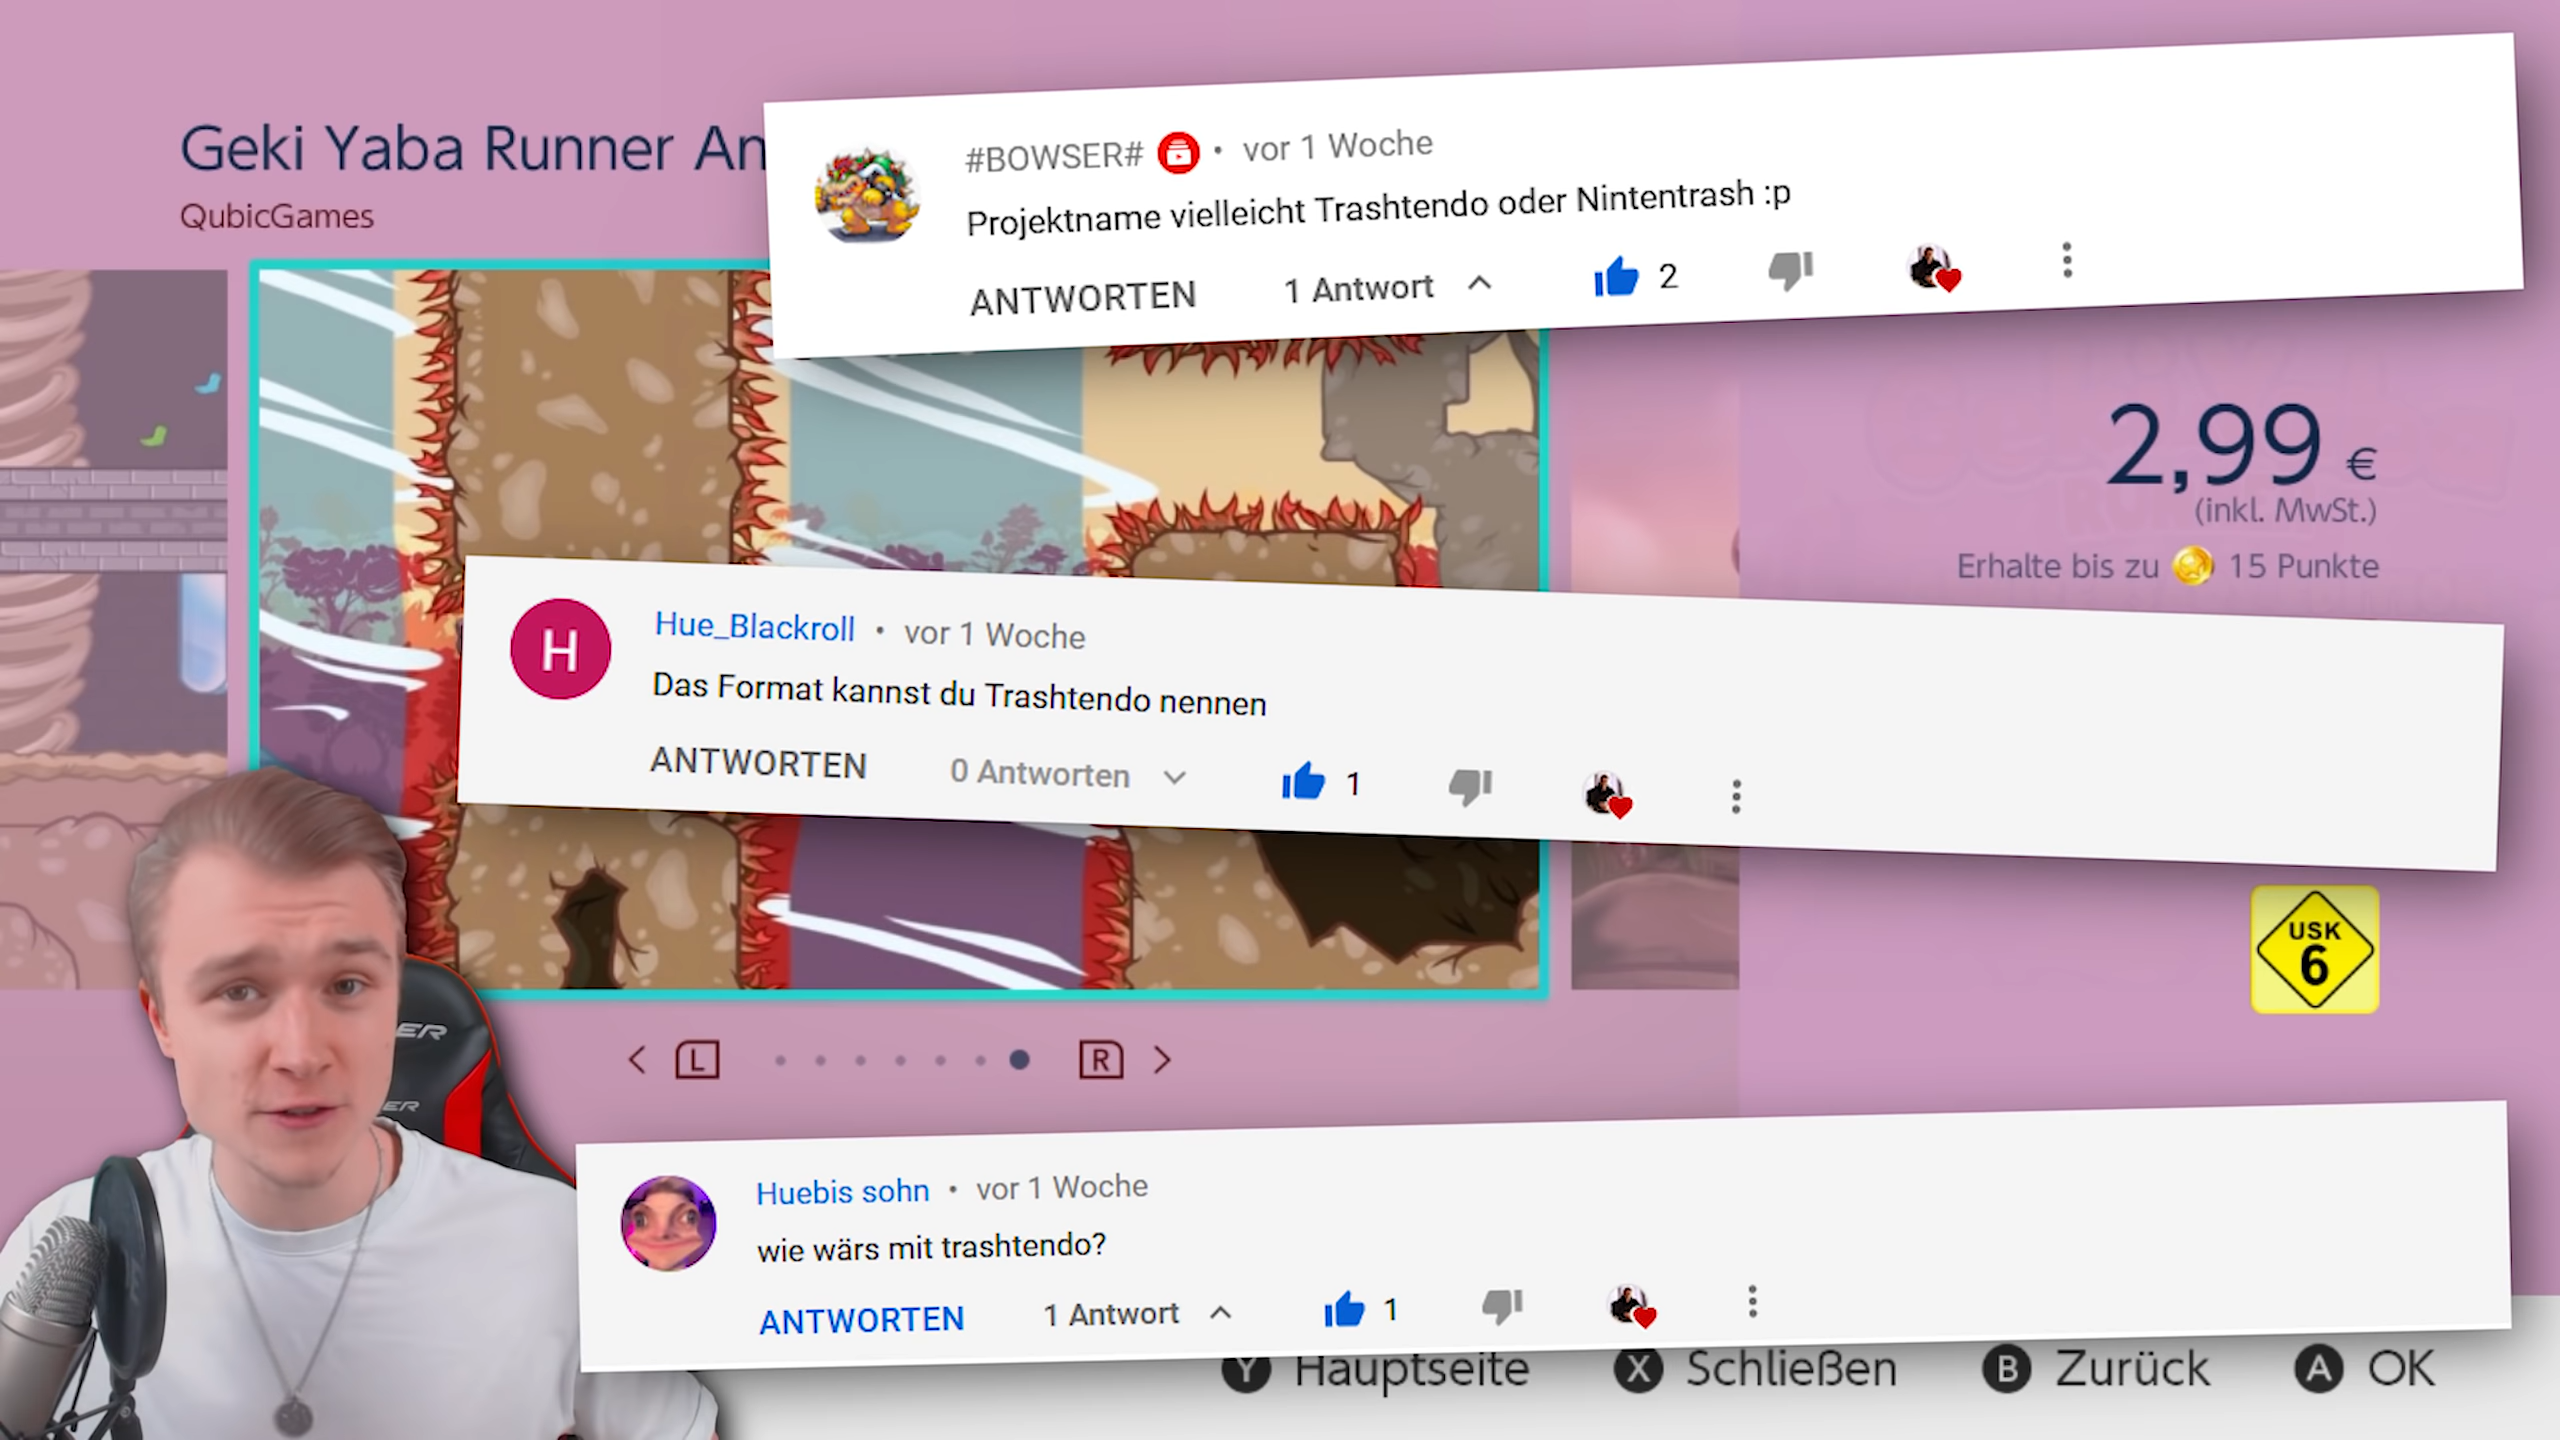 Geki Yaba Runner An
QubicGames
#BOWSER# • vor 1 Woche
Projektname vielleicht Trashtendo oder Nintentrash :p
ANTWORTEN 1 Antwort 2
2,99 €
(inkl. MwSt.)
Erhalte bis zu 15 Punkte
Hue_Blackroll • vor 1 Woche
Das Format kannst du Trashtendo nennen
ANTWORTEN 0 Antworten 1
USK
6
ER
ER
L R
Huebis sohn • vor 1 Woche
wie wärs mit trashtendo?
ANTWORTEN 1 Antwort 1
Y Hauptseite X Schließen B Zurück A OK